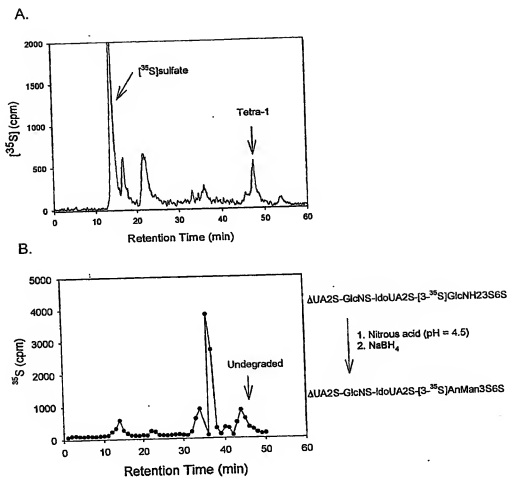 A.
2000
1500
1000
500
0
[35S] (cpm)
[35S]sulfate
Tetra-1
0 10 20 30 40 50 60
Retention Time (min)
B.
5000
4000
3000
2000
1000
0
35S (cpm)
Undegraded
0 10 20 30 40 50 60
Retention Time (min)
ΔUA2S-GlcNS-IdoUA2S-[3-35S]GlcNH23S6S
1. Nitrous acid (pH = 4.5)
2. NaBH4
ΔUA2S-GlcNS-IdoUA2S-[3-35S]AnMan3S6S